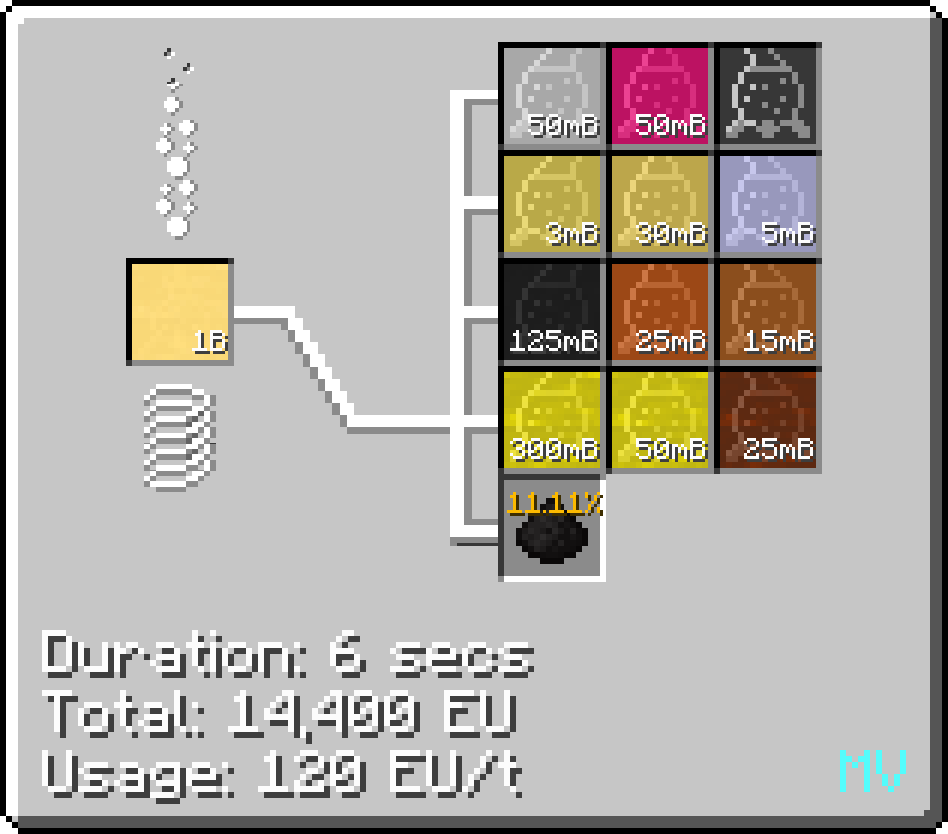 50mB 50mB
3mB 30mB 5mB
1B 125mB 25mB 15mB
300mB 50mB 25mB
11.11%
Duration: 6 secs
Total: 14,400 EU
Usage: 120 EU/t
MV